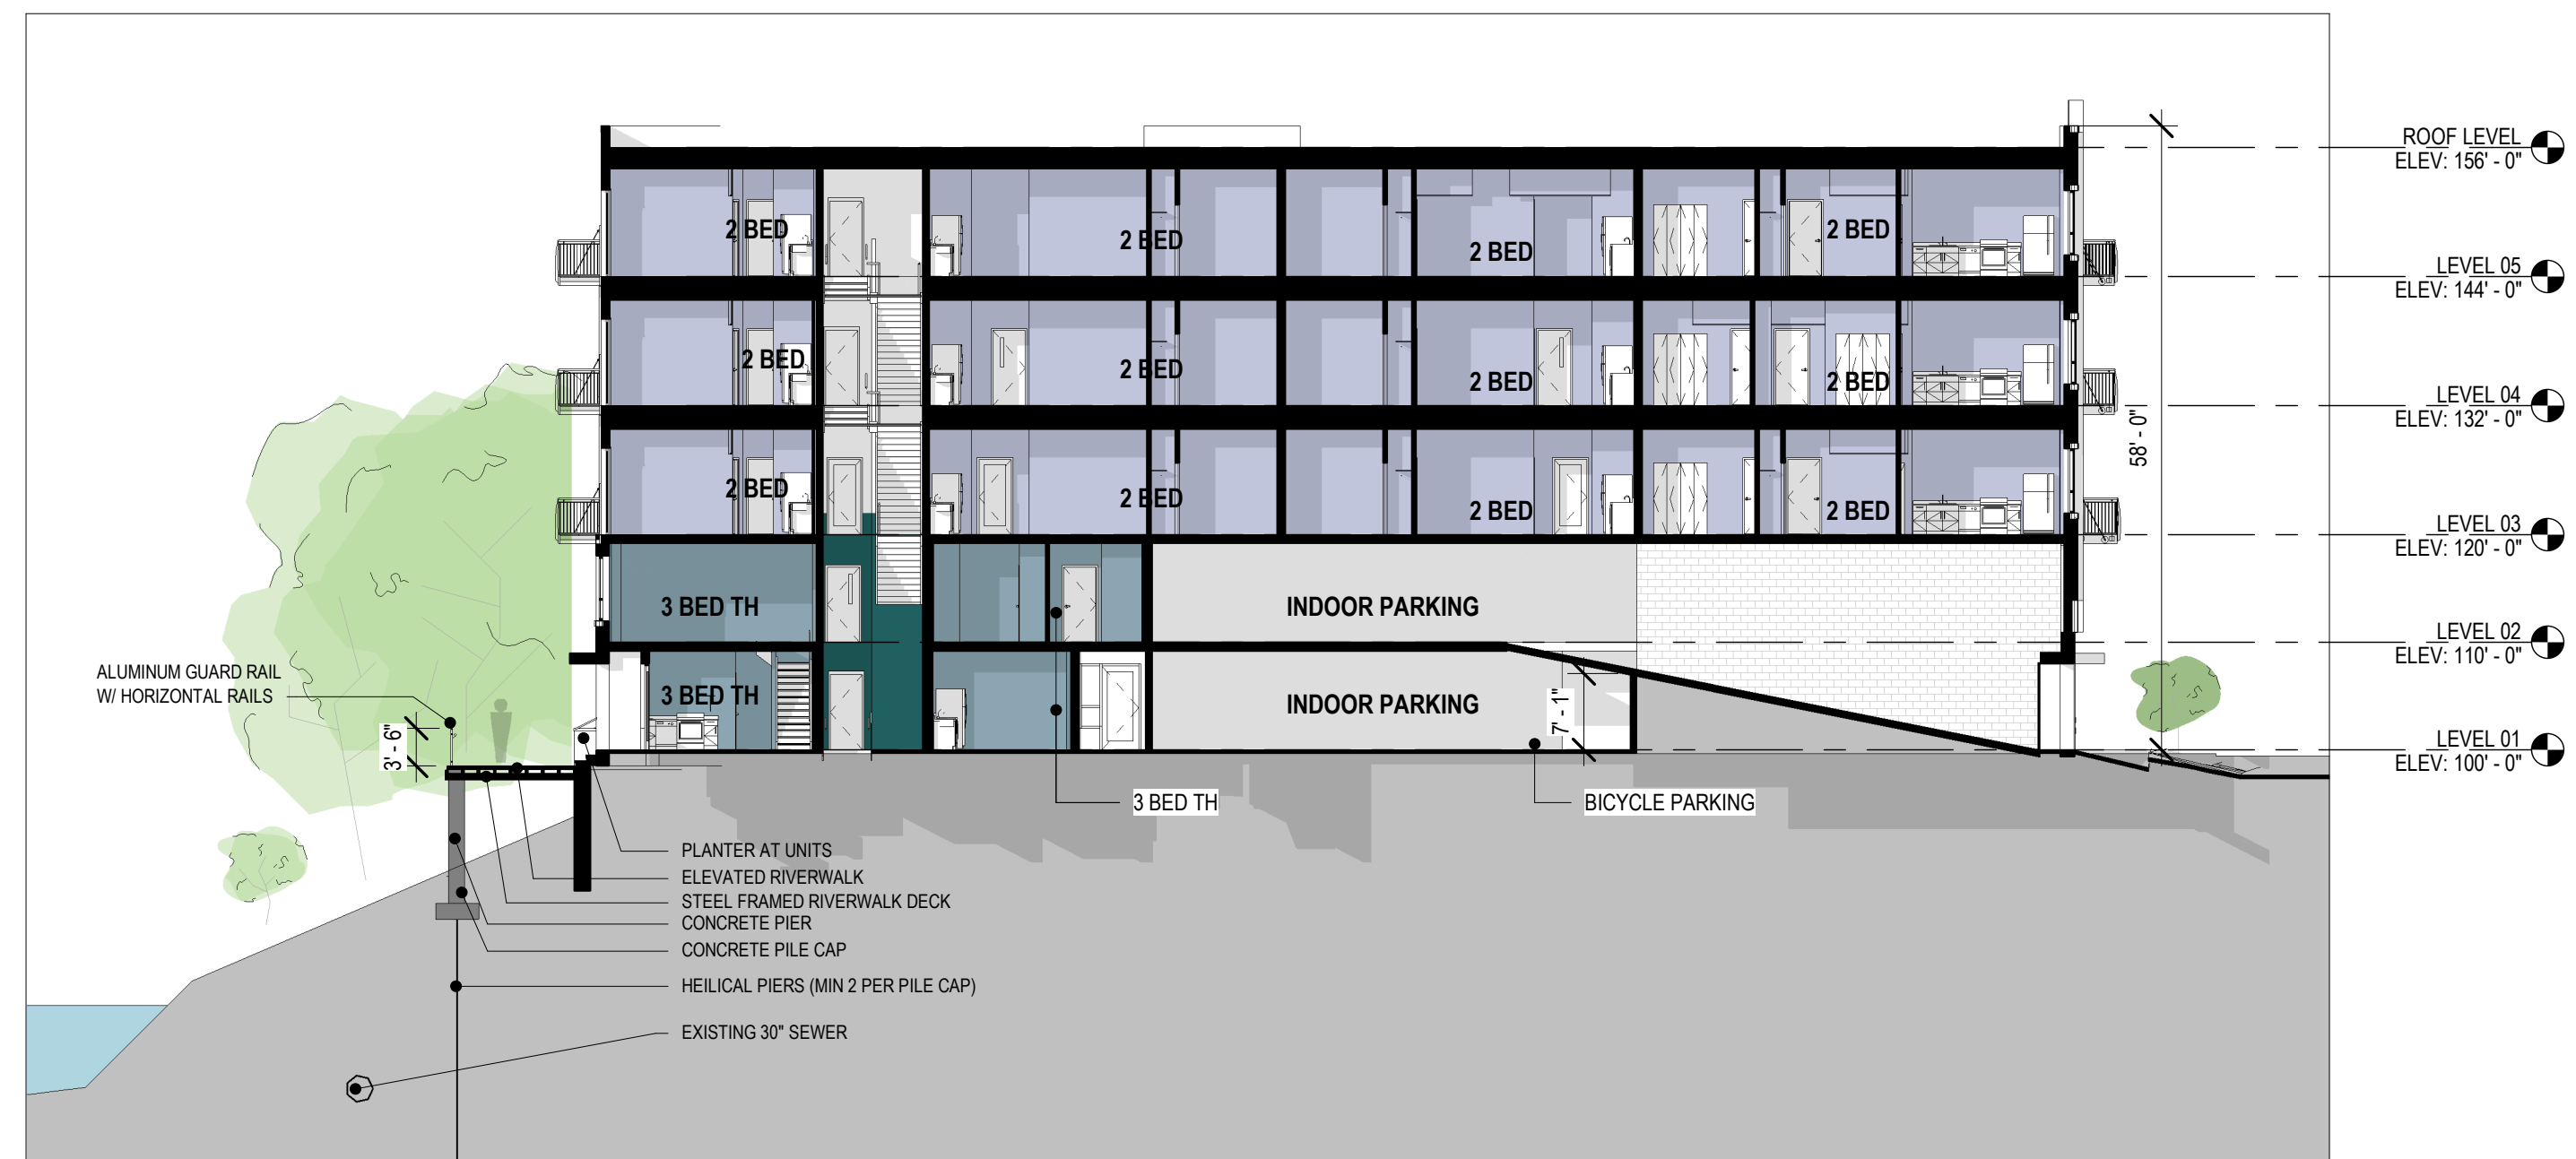 ROOF LEVEL
ELEV: 156' - 0"
2 BED
2 BED
2 BED
2 BED
LEVEL 05
ELEV: 144' - 0"
2 BED
2 BED
2 BED
2 BED
LEVEL 04
ELEV: 132' - 0"
58' - 0"
2 BED
2 BED
2 BED
2 BED
LEVEL 03
ELEV: 120' - 0"
3 BED TH
INDOOR PARKING
LEVEL 02
ELEV: 110' - 0"
ALUMINUM GUARD RAIL
W/ HORIZONTAL RAILS
3 BED TH
INDOOR PARKING
7' - 1"
3' - 6"
LEVEL 01
ELEV: 100' - 0"
3 BED TH
BICYCLE PARKING
PLANTER AT UNITS
ELEVATED RIVERWALK
STEEL FRAMED RIVERWALK DECK
CONCRETE PIER
CONCRETE PILE CAP
HEILICAL PIERS (MIN 2 PER PILE CAP)
EXISTING 30" SEWER